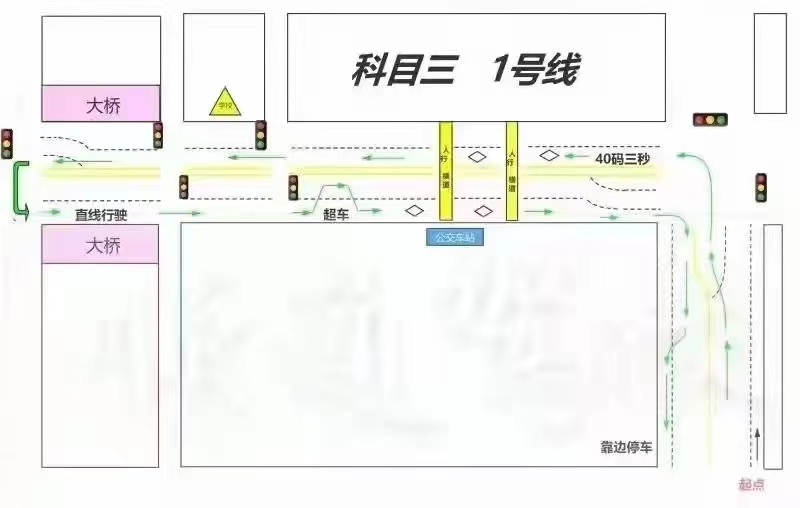 科目三 1号线
大桥
学校
人行 横道
人行 横道
40码三秒
直线行驶
超车
大桥
公交车站
靠边停车
起点